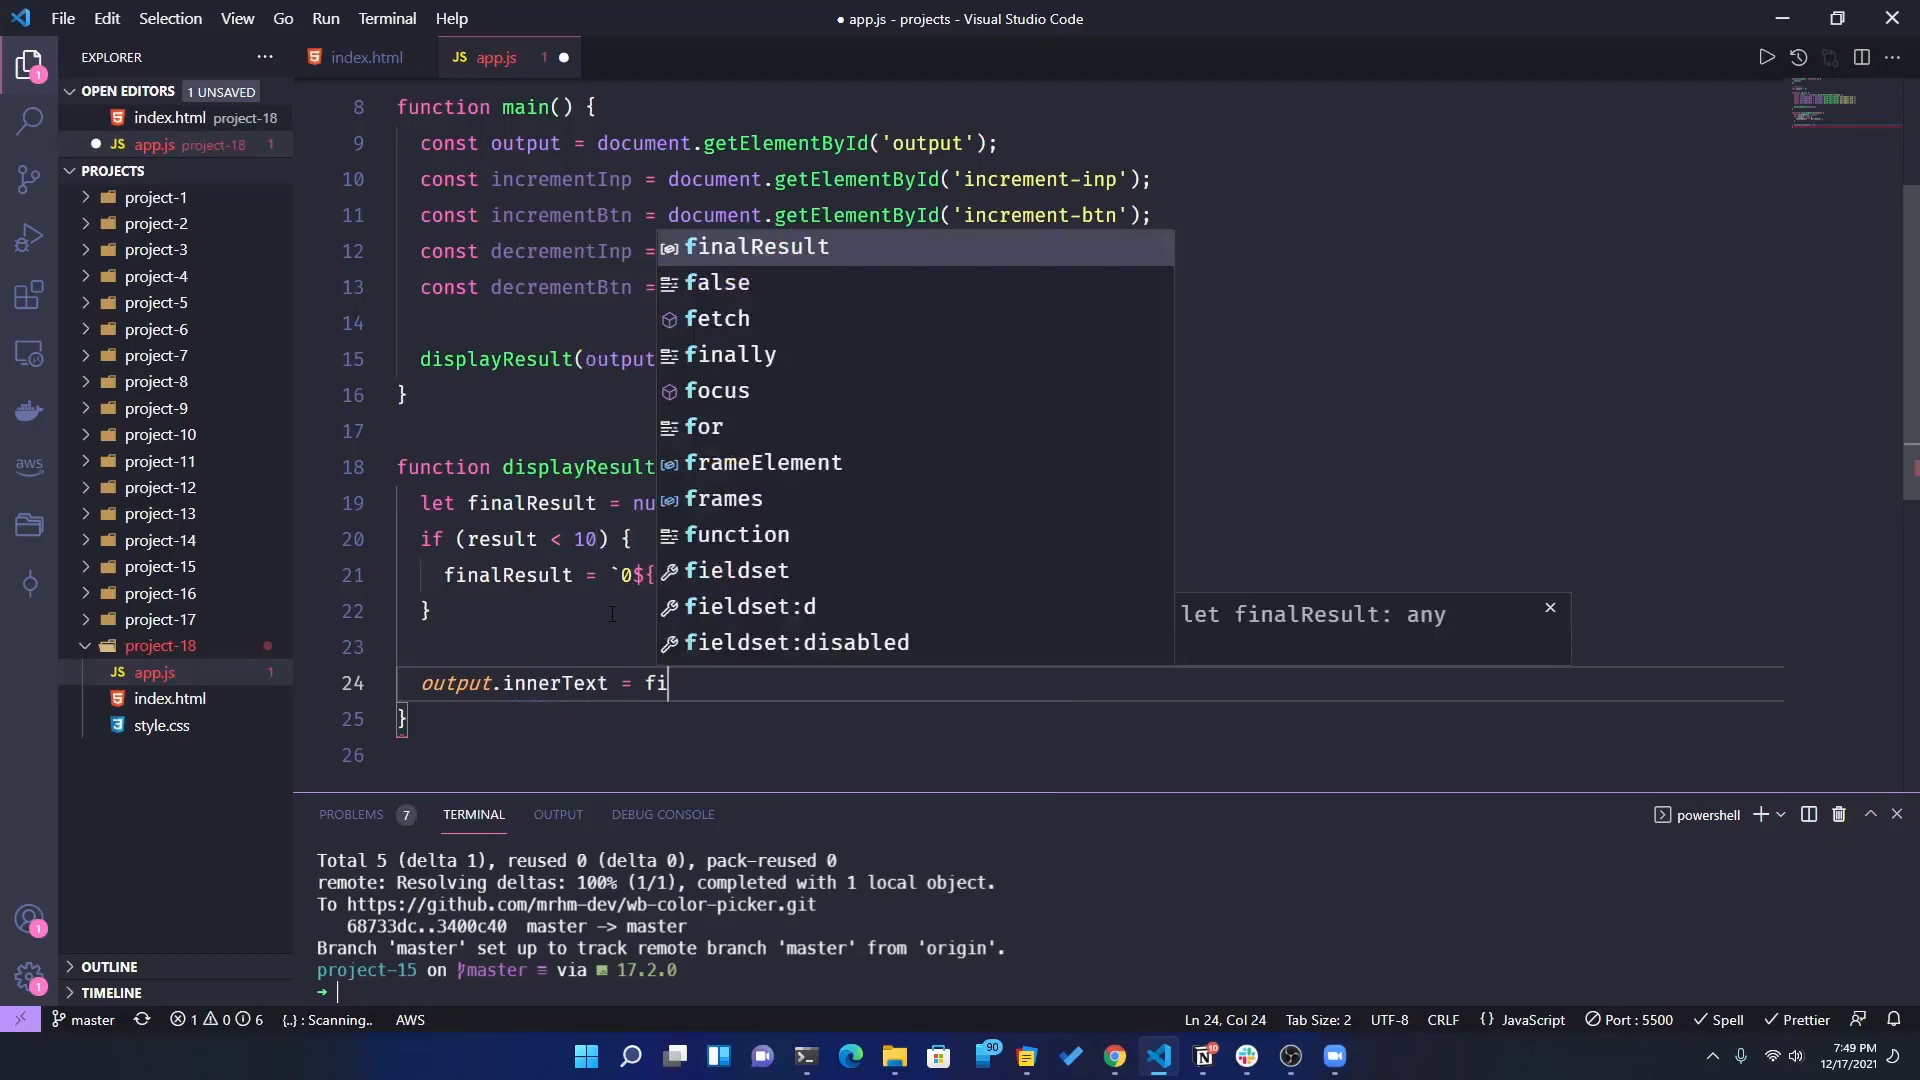 File Edit Selection View Go Run Terminal Help
● app.js - projects - Visual Studio Code
EXPLORER
OPEN EDITORS 1 UNSAVED
index.html project-18
JS app.js project-18 1
PROJECTS
project-1
project-2
project-3
project-4
project-5
project-6
project-7
project-8
project-9
project-10
project-11
project-12
project-13
project-14
project-15
project-16
project-17
project-18
JS app.js 1
index.html
style.css
OUTLINE
TIMELINE
aws
1
1
1
index.html
JS app.js 1
8 function main() {
9 const output = document.getElementById('output');
10 const incrementInp = document.getElementById('increment-inp');
11 const incrementBtn = document.getElementById('increment-btn');
12 const decrementInp =
13 const decrementBtn =
14
15 displayResult(output
16 }
17
18 function displayResult
19 let finalResult = nu
20 if (result < 10) {
21 finalResult = `0${
22 }
23
24 output.innerText = fi
25 }
26
finalResult
false
fetch
finally
focus
for
frameElement
frames
function
fieldset
fieldset:d
fieldset:disabled
let finalResult: any
PROBLEMS 7 TERMINAL OUTPUT DEBUG CONSOLE
powershell
Total 5 (delta 1), reused 0 (delta 0), pack-reused 0
remote: Resolving deltas: 100% (1/1), completed with 1 local object.
To https://github.com/mrhm-dev/wb-color-picker.git
68733dc..3400c40 master -> master
Branch 'master' set up to track remote branch 'master' from 'origin'.
project-15 on master ≡ via 17.2.0
➜
master 1 0 6 {..} : Scanning.. AWS
Ln 24, Col 24 Tab Size: 2 UTF-8 CRLF {} JavaScript Port : 5500 Spell Prettier
90
10
7:49 PM
12/17/2021